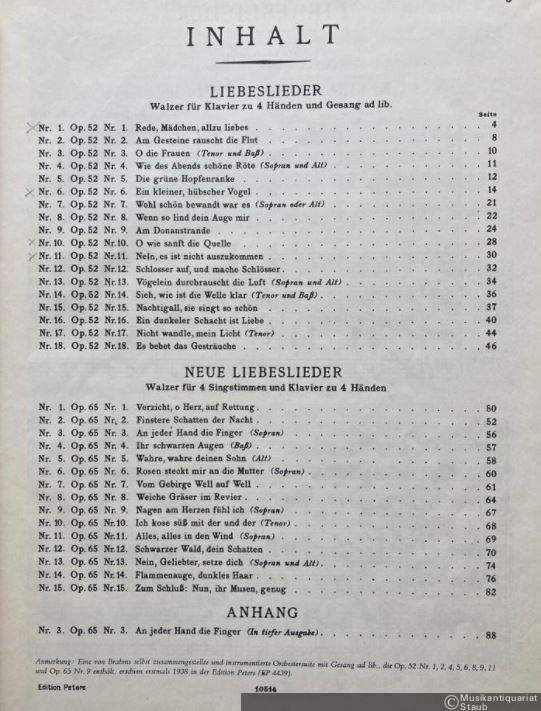 INHALT
LIEBESLIEDER
Walzer für Klavier zu 4 Händen und Gesang ad lib.
Seite
Nr. 1. Op. 52 Nr. 1. Rede, Mädchen, allzu liebes . . . 4
Nr. 2. Op. 52 Nr. 2. Am Gesteine rauscht die Flut . . . 8
Nr. 3. Op. 52 Nr. 3. O die Frauen (Tenor und Baß) . . . 10
Nr. 4. Op. 52 Nr. 4. Wie des Abends schöne Röte (Sopran und Alt) . . . 11
Nr. 5. Op. 52 Nr. 5. Die grüne Hopfenranke . . . 12
Nr. 6. Op. 52 Nr. 6. Ein kleiner, hübscher Vogel . . . 14
Nr. 7. Op. 52 Nr. 7. Wohl schön bewandt war es (Sopran oder Alt) . . . 21
Nr. 8. Op. 52 Nr. 8. Wenn so lind dein Auge mir . . . 22
Nr. 9. Op. 52 Nr. 9. Am Donaustrande . . . 24
Nr. 10. Op. 52 Nr. 10. O wie sanft die Quelle . . . 28
Nr. 11. Op. 52 Nr. 11. Nein, es ist nicht auszukommen . . . 30
Nr. 12. Op. 52 Nr. 12. Schlosser auf, und mache Schlösser . . . 32
Nr. 13. Op. 52 Nr. 13. Vögelein durchrauscht die Luft (Sopran und Alt) . . . 34
Nr. 14. Op. 52 Nr. 14. Sieh, wie ist die Welle klar (Tenor und Baß) . . . 36
Nr. 15. Op. 52 Nr. 15. Nachtigall, sie singt so schön . . . 37
Nr. 16. Op. 52 Nr. 16. Ein dunkeler Schacht ist Liebe . . . 40
Nr. 17. Op. 52 Nr. 17. Nicht wandle, mein Licht (Tenor) . . . 44
Nr. 18. Op. 52 Nr. 18. Es bebet das Gesträuche . . . 46
NEUE LIEBESLIEDER
Walzer für 4 Singstimmen und Klavier zu 4 Händen
Nr. 1. Op. 65 Nr. 1. Verzicht, o Herz, auf Rettung . . . 50
Nr. 2. Op. 65 Nr. 2. Finstere Schatten der Nacht . . . 52
Nr. 3. Op. 65 Nr. 3. An jeder Hand die Finger (Sopran) . . . 56
Nr. 4. Op. 65 Nr. 4. Ihr schwarzen Augen (Baß) . . . 57
Nr. 5. Op. 65 Nr. 5. Wahre, wahre deinen Sohn (Alt) . . . 58
Nr. 6. Op. 65 Nr. 6. Rosen steckt mir an die Mutter (Sopran) . . . 60
Nr. 7. Op. 65 Nr. 7. Vom Gebirge Well auf Well . . . 61
Nr. 8. Op. 65 Nr. 8. Weiche Gräser im Revier . . . 64
Nr. 9. Op. 65 Nr. 9. Nagen am Herzen fühl ich (Sopran) . . . 67
Nr. 10. Op. 65 Nr. 10. Ich kose süß mit der und der (Tenor) . . . 68
Nr. 11. Op. 65 Nr. 11. Alles, alles in den Wind (Sopran) . . . 69
Nr. 12. Op. 65 Nr. 12. Schwarzer Wald, dein Schatten . . . 70
Nr. 13. Op. 65 Nr. 13. Nein, Geliebter, setze dich (Sopran und Alt) . . . 74
Nr. 14. Op. 65 Nr. 14. Flammenauge, dunkles Haar . . . 76
Nr. 15. Op. 65 Nr. 15. Zum Schluß: Nun, ihr Musen, genug . . . 82
ANHANG
Nr. 3. Op. 65 Nr. 3. An jeder Hand die Finger (In tiefer Ausgabe) . . . 88
Anmerkung: Eine von Brahms selbst zusammengestellte und instrumentierte Orchestersuite mit Gesang ad lib., die Op. 52 Nr. 1, 2, 4, 5, 6, 8, 9, 11
und Op. 65 Nr. 9 enthält, erschien erstmals 1938 in der Edition Peters (EP 4439).
Edition Peters
10514
© Musikantiquariat
Staub